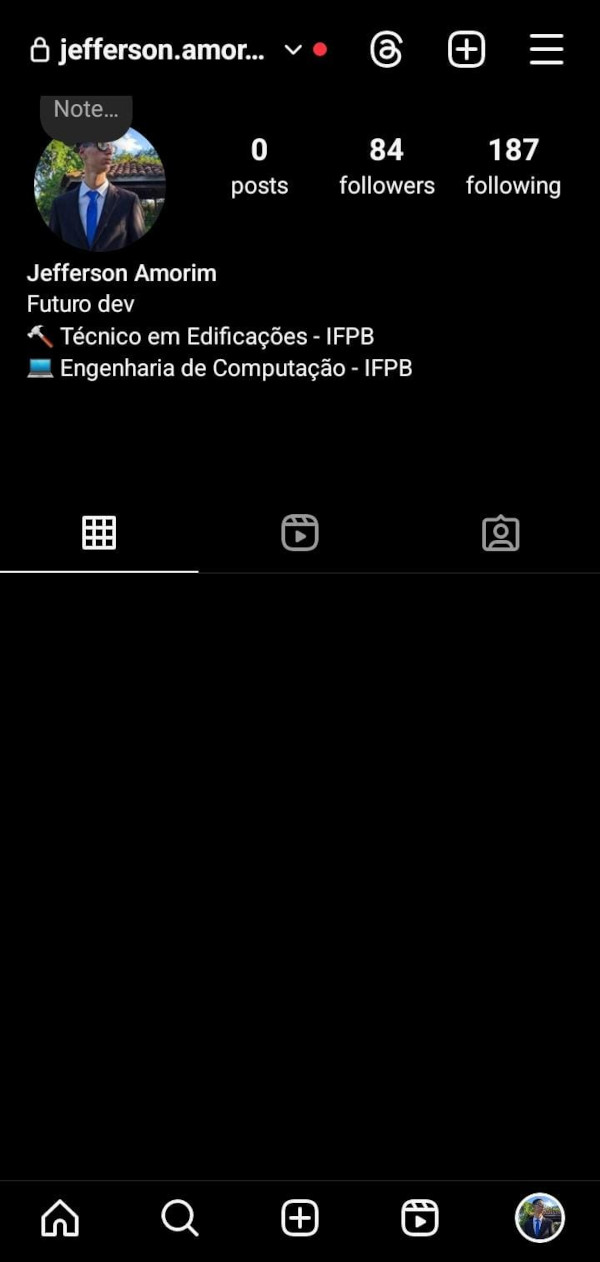 jefferson.amor...
Note...
0 84 187
posts followers following
Jefferson Amorim
Futuro dev
🔨 Técnico em Edificações - IFPB
💻 Engenharia de Computação - IFPB